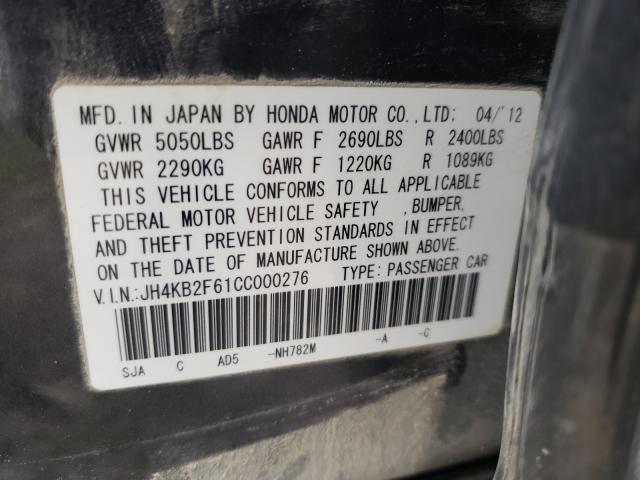 MFD. IN JAPAN BY HONDA MOTOR CO., LTD: 04/'12
GVWR 5050LBS GAWR F 2690LBS R 2400LBS
GVWR 2290KG GAWR F 1220KG R 1089KG
THIS VEHICLE CONFORMS TO ALL APPLICABLE
FEDERAL MOTOR VEHICLE SAFETY , BUMPER,
AND THEFT PREVENTION STANDARDS IN EFFECT
ON THE DATE OF MANUFACTURE SHOWN ABOVE.
V.I.N.:JH4KB2F61CC000276 TYPE: PASSENGER CAR
SJA C AD5 -NH782M -A -C